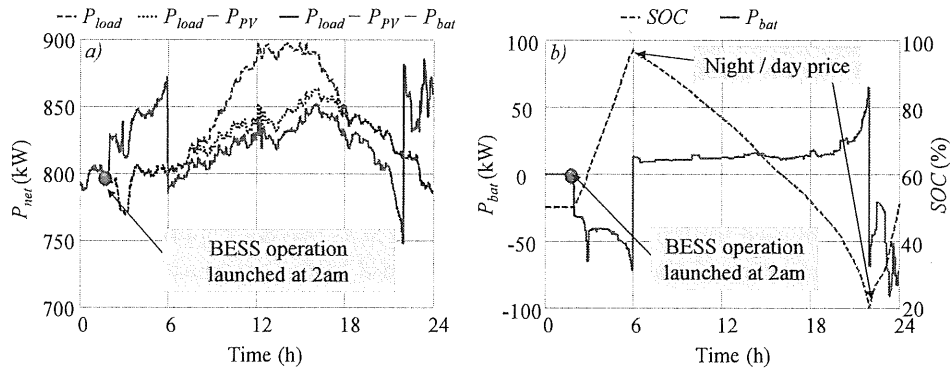 P_load P_load − P_PV P_load − P_PV − P_bat
a)
P_net (kW)
900
850
800
750
700
BESS operation
launched at 2am
0 6 12 18 24
Time (h)
SOC P_bat
b)
P_bat (kW)
100
50
0
-50
-100
Night / day price
BESS operation
launched at 2am
0 6 12 18 24
Time (h)
100
80
60
40
20
SOC (%)